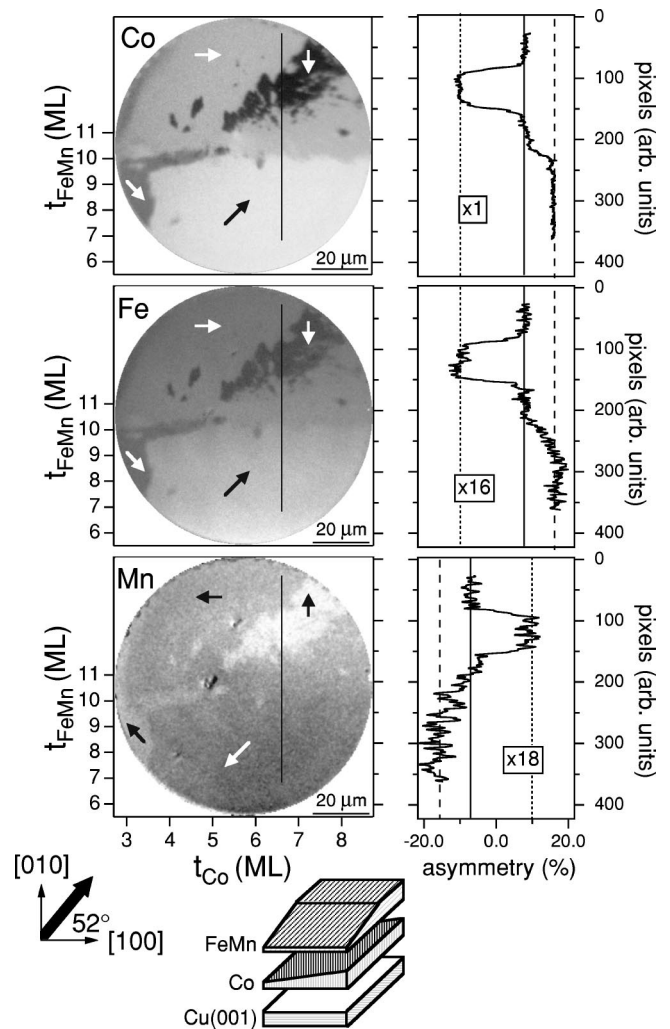 Co
t_FeMn (ML)
11
10
9
8
7
6
20 µm
0
100
200
300
400
pixels (arb. units)
x1
Fe
t_FeMn (ML)
11
10
9
8
7
6
20 µm
0
100
200
300
400
pixels (arb. units)
x16
Mn
t_FeMn (ML)
11
10
9
8
7
6
20 µm
0
100
200
300
400
pixels (arb. units)
x18
3 4 5 6 7 8
t_Co (ML)
-20.0 0.0 20.0
asymmetry (%)
[010]
52°
[100]
FeMn
Co
Cu(001)